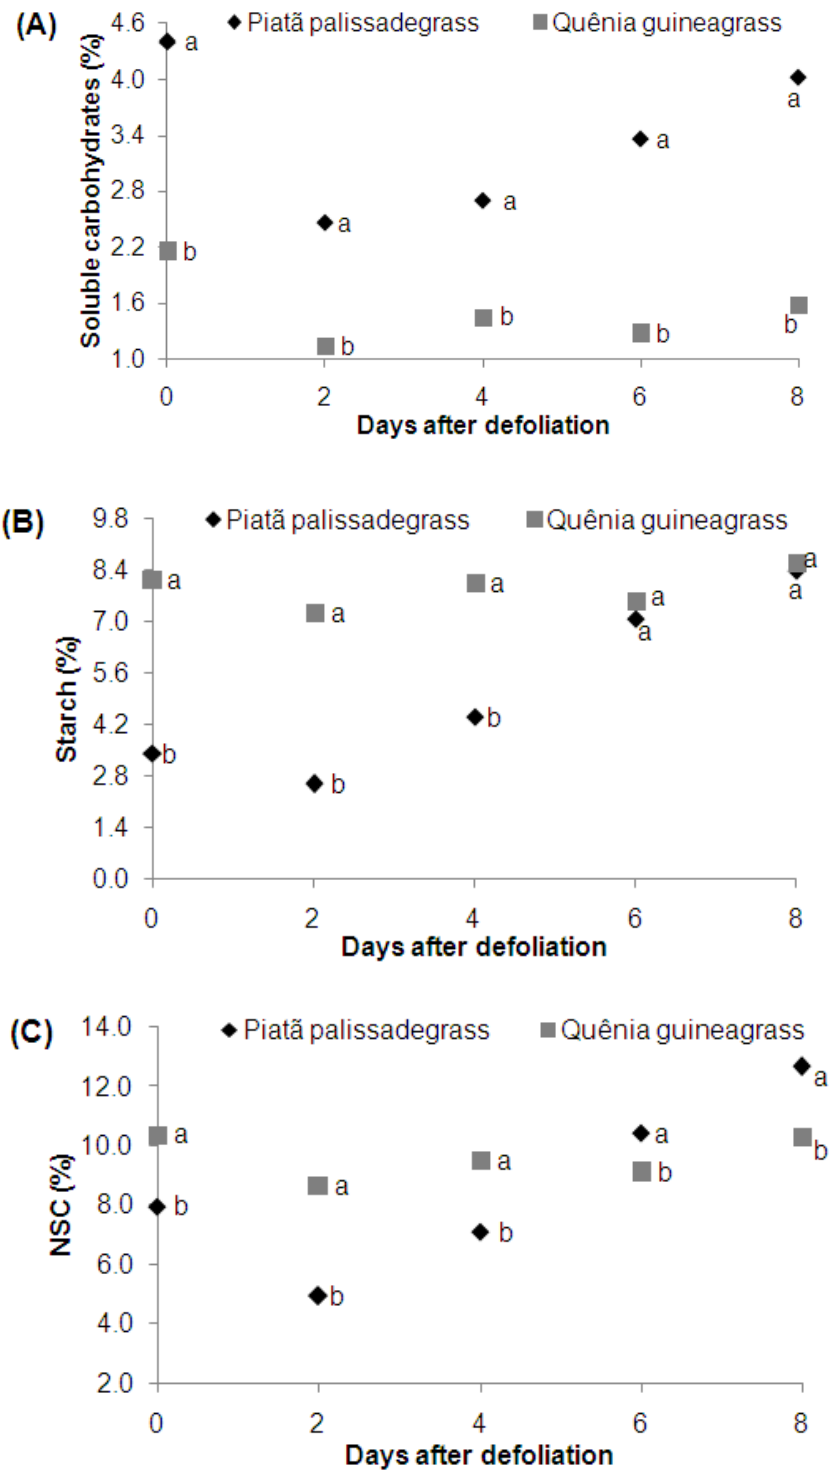 (A)
Piatã palissadegrass Quênia guineagrass
Soluble carbohydrates (%)
4.6
4.0
3.4
2.8
2.2
1.6
1.0
a
a
a
a
a
b
b
b
b
b
0 2 4 6 8
Days after defoliation
(B)
Piatã palissadegrass Quênia guineagrass
Starch (%)
9.8
8.4
7.0
5.6
4.2
2.8
1.4
0.0
a
a
a
a
a
b
b
b
a
a
0 2 4 6 8
Days after defoliation
(C)
Piatã palissadegrass Quênia guineagrass
NSC (%)
14.0
12.0
10.0
8.0
6.0
4.0
2.0
a
a
a
b
b
b
b
b
a
a
0 2 4 6 8
Days after defoliation